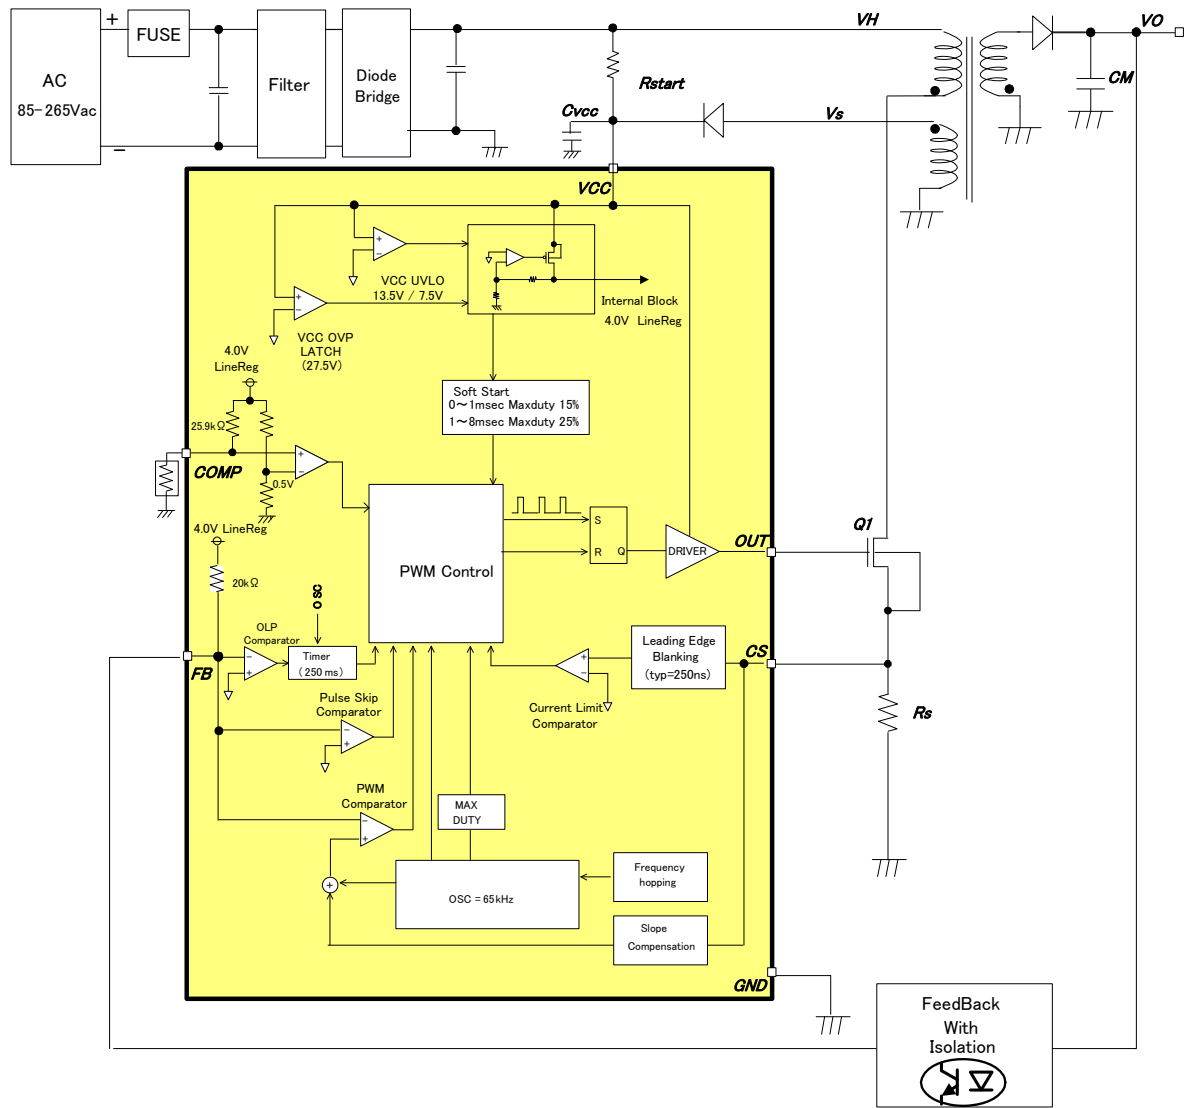 +
FUSE
AC
85-265Vac
−
Filter
Diode
Bridge
VH
VO
CM
Rstart
Cvcc
Vs
VCC
+
−
VCC UVLO
13.5V / 7.5V
+
−
VCC OVP
LATCH
(27.5V)
Internal Block
4.0V LineReg
4.0V
LineReg
25.9kΩ
COMP
+
−
0.5V
Soft Start
0～1msec Maxduty 15%
1～8msec Maxduty 25%
4.0V LineReg
20kΩ
PWM Control
S
R
Q
DRIVER
OUT
Q1
OSC
OLP
Comparator
−
+
Timer
(250 ms)
FB
Leading Edge
Blanking
(typ=250ns)
CS
+
−
Current Limit
Comparator
Rs
Pulse Skip
Comparator
−
+
PWM
Comparator
−
+
MAX
DUTY
+
OSC = 65kHz
Frequency
hopping
Slope
Compensation
GND
FeedBack
With
Isolation